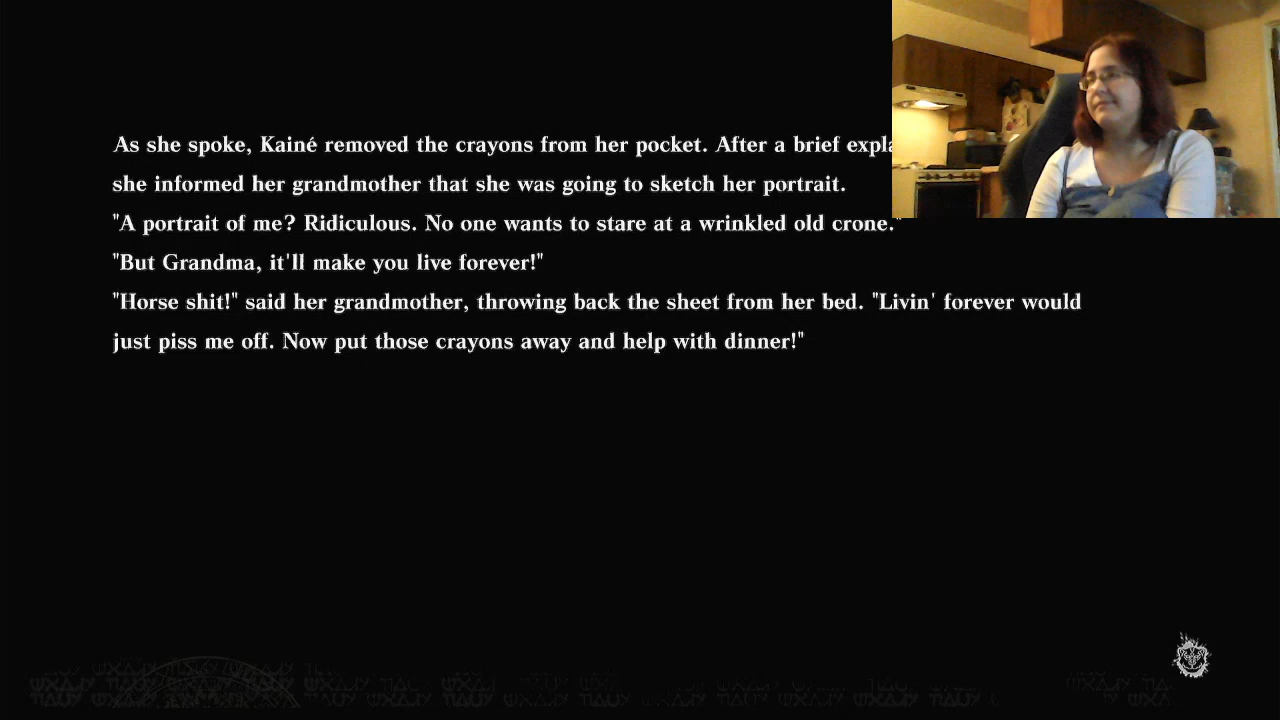 As she spoke, Kainé removed the crayons from her pocket. After a brief
she informed her grandmother that she was going to sketch her portrait.
"A portrait of me? Ridiculous. No one wants to stare at a wrinkled old crone."
"But Grandma, it'll make you live forever!"
"Horse shit!" said her grandmother, throwing back the sheet from her bed. "Livin' forever would
just piss me off. Now put those crayons away and help with dinner!"